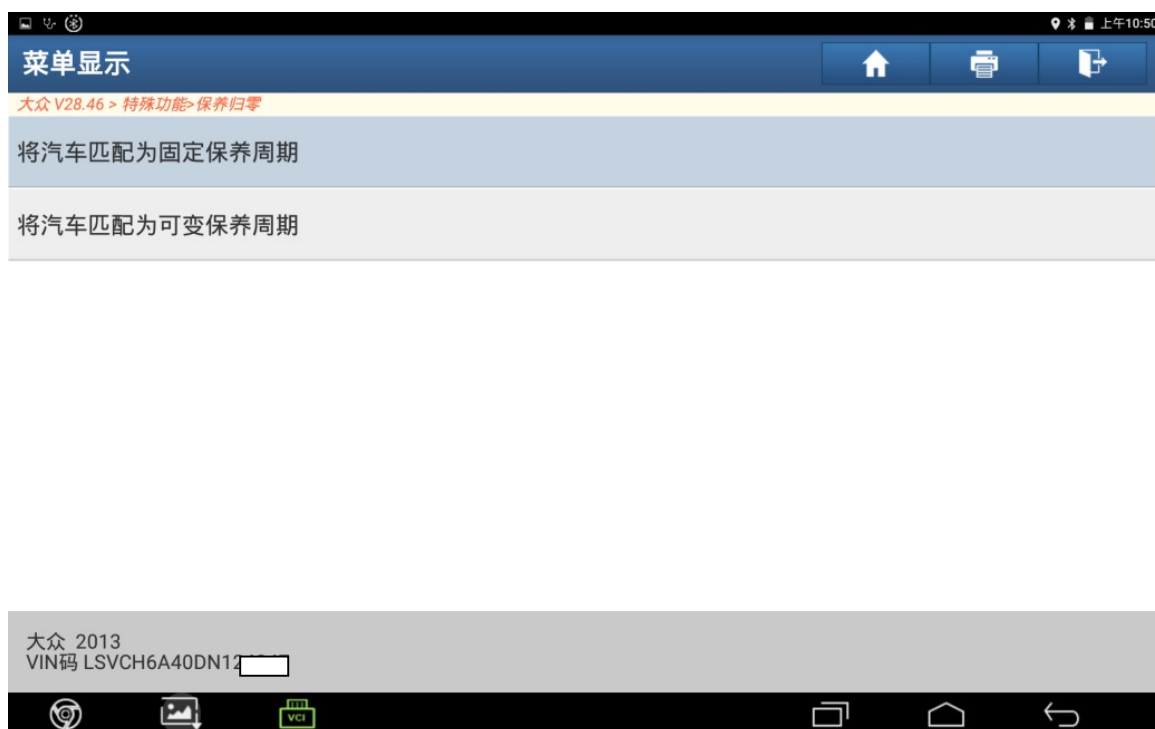 上午10:50
菜单显示
大众 V28.46 > 特殊功能>保养归零
将汽车匹配为固定保养周期
将汽车匹配为可变保养周期
大众 2013
VIN码 LSVCH6A40DN12
VCI